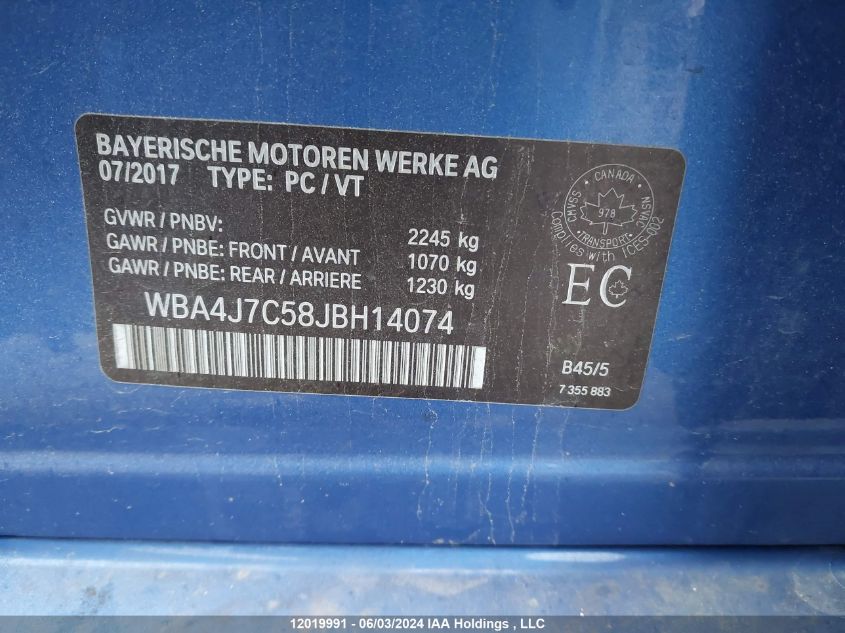 BAYERISCHE MOTOREN WERKE AG
07/2017 TYPE: PC / VT
GVWR / PNBV: 2245 kg
GAWR / PNBE: FRONT / AVANT 1070 kg
GAWR / PNBE: REAR / ARRIERE 1230 kg
WBA4J7C58JBH14074
CMVSS • CANADA • NSVAC
978
• TRANSPORT •
Complies with ICES-002
EC
B45/5
7 355 883
12019991 - 06/03/2024 IAA Holdings , LLC